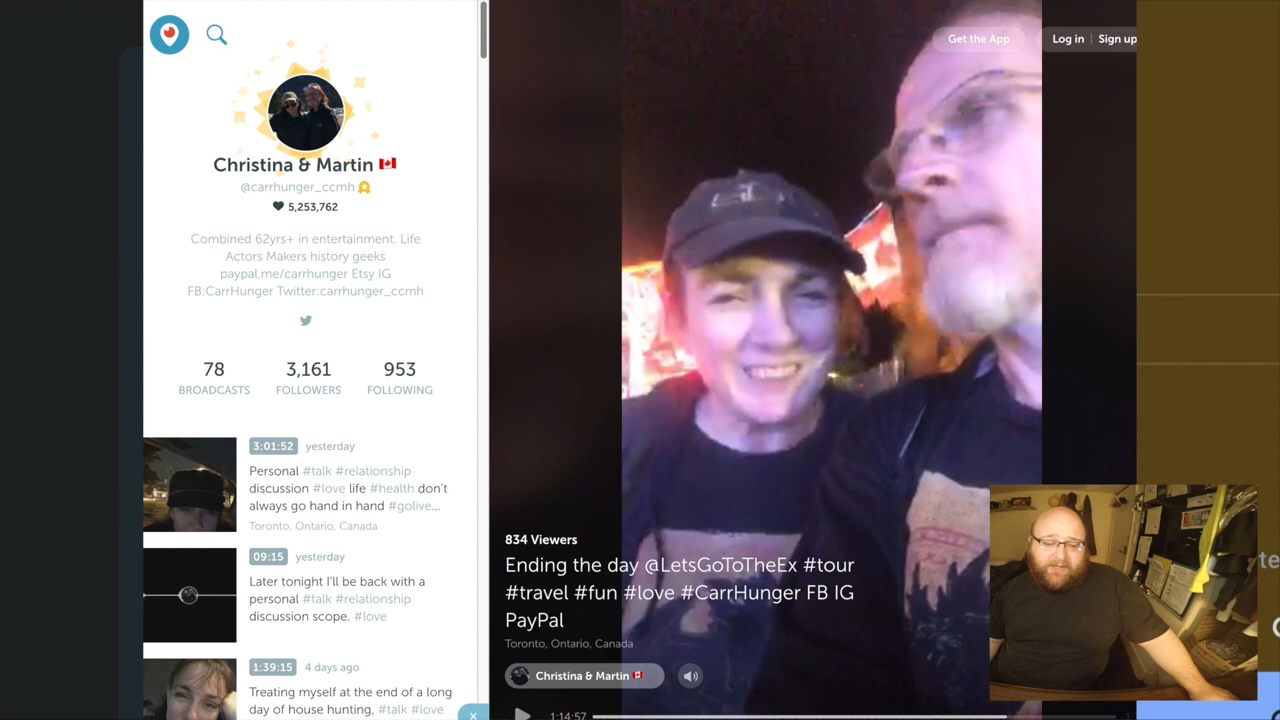 Christina & Martin
@carrhunger_ccmh
5,253,762
Combined 62yrs+ in entertainment. Life
Actors Makers history geeks
paypal.me/carrhunger Etsy IG
FB:CarrHunger Twitter:carrhunger_ccmh
78
3,161
953
BROADCASTS
FOLLOWERS
FOLLOWING
3:01:52 yesterday
Personal #talk #relationship
discussion #love life #health don't
always go hand in hand #golive...
Toronto, Ontario, Canada
09:15 yesterday
Later tonight I'll be back with a
personal #talk #relationship
discussion scope. #love
1:39:15 4 days ago
Treating myself at the end of a long
day of house hunting, #talk #love
Get the App
Log in | Sign up
834 Viewers
Ending the day @LetsGoToTheEx #tour
#travel #fun #love #CarrHunger FB IG
PayPal
Toronto, Ontario, Canada
Christina & Martin
1:14:57